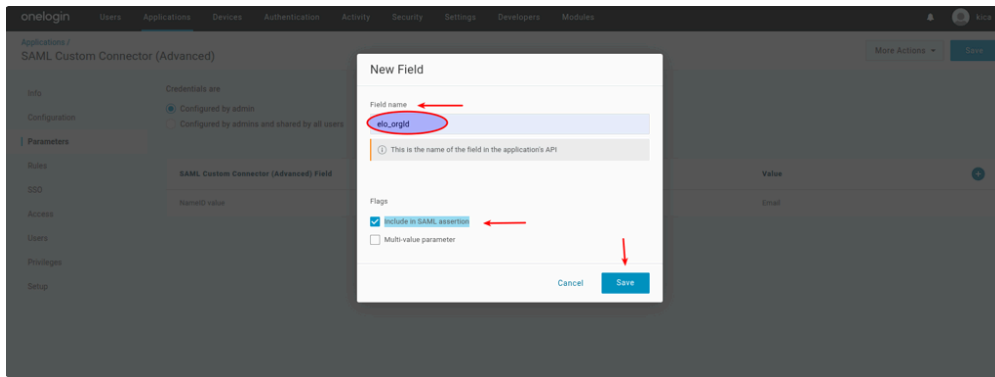 onelogin Users Applications Devices Authentication Activity Security Settings Developers Modules kica
Applications /
SAML Custom Connector (Advanced)
More Actions
Save
Info
Configuration
Parameters
Rules
SSO
Access
Users
Privileges
Setup
Credentials are
Configured by admin
Configured by admins and shared by all users
SAML Custom Connector (Advanced) Field
Value
NameID value
Email
New Field
Field name
elo_orgId
This is the name of the field in the application's API
Flags
Include in SAML assertion
Multi-value parameter
Cancel
Save